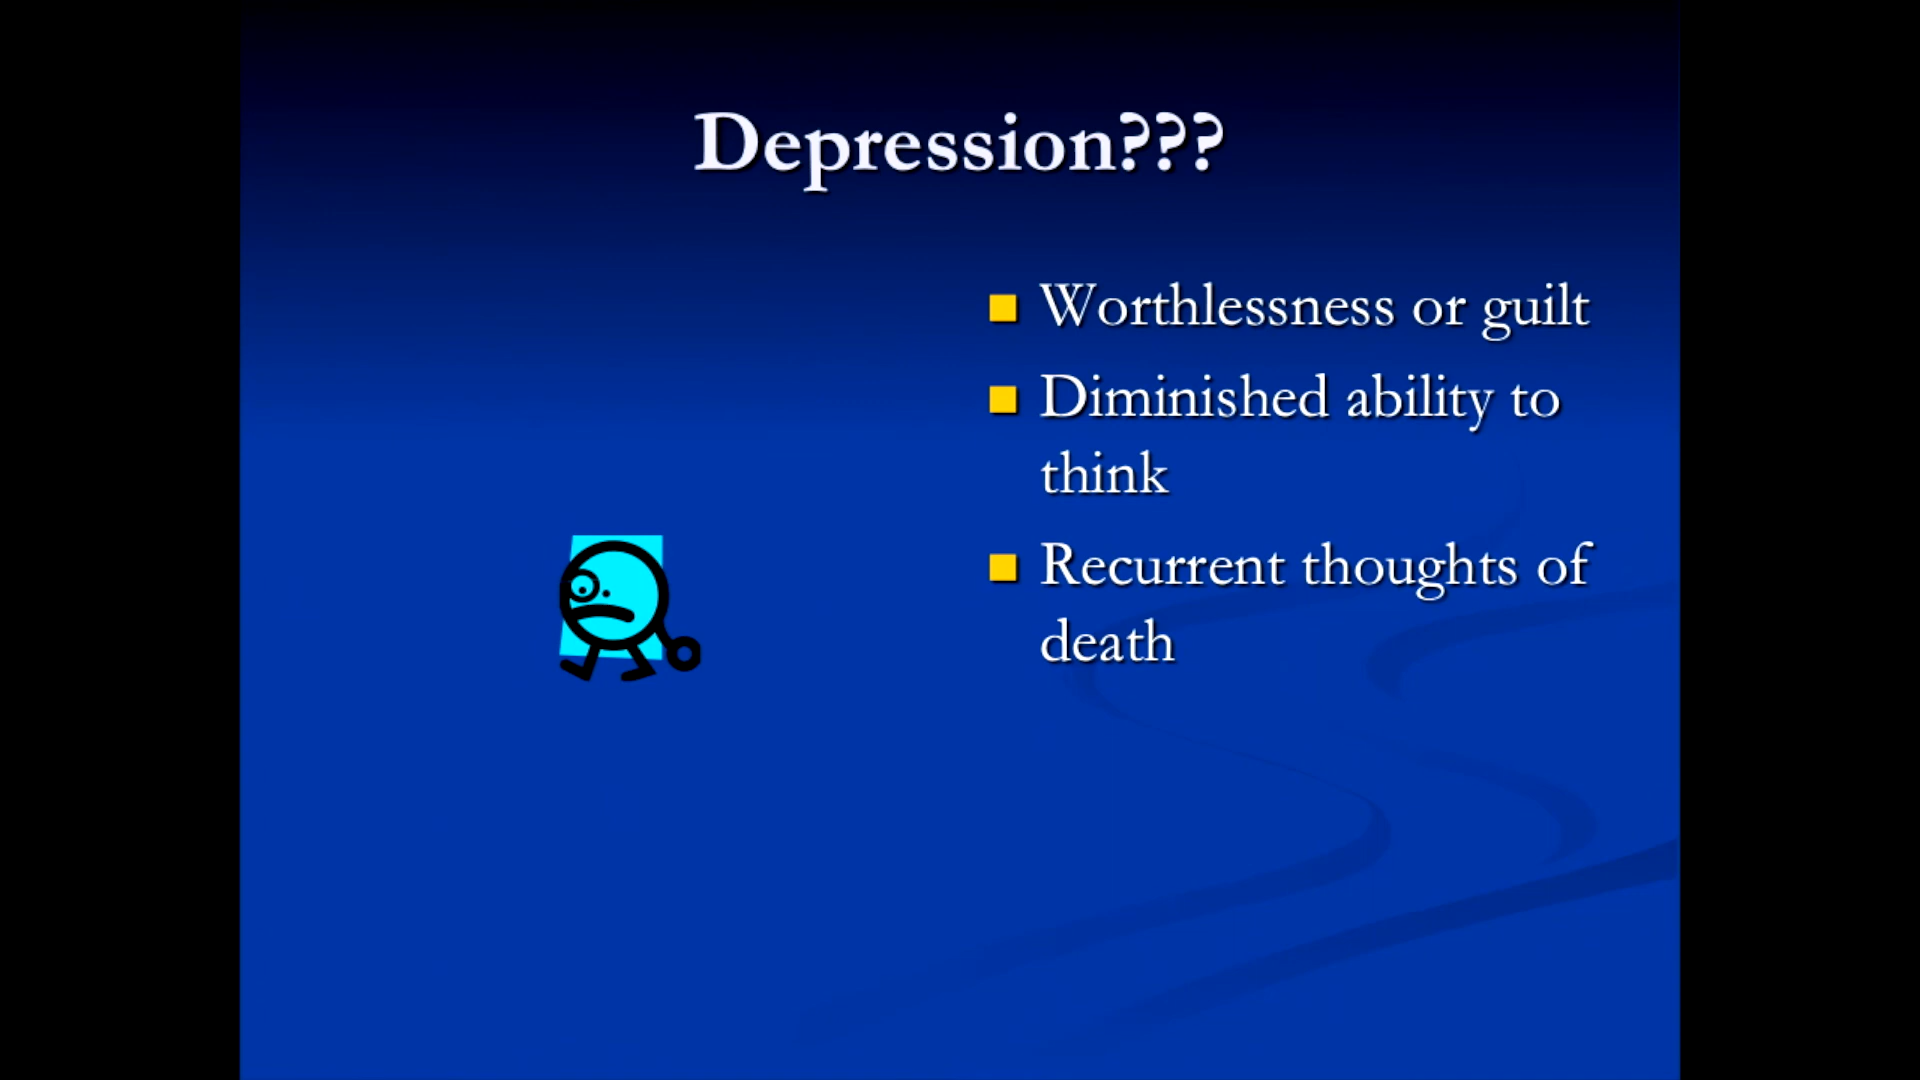 Depression???
Worthlessness or guilt
Diminished ability to
think
Recurrent thoughts of
death